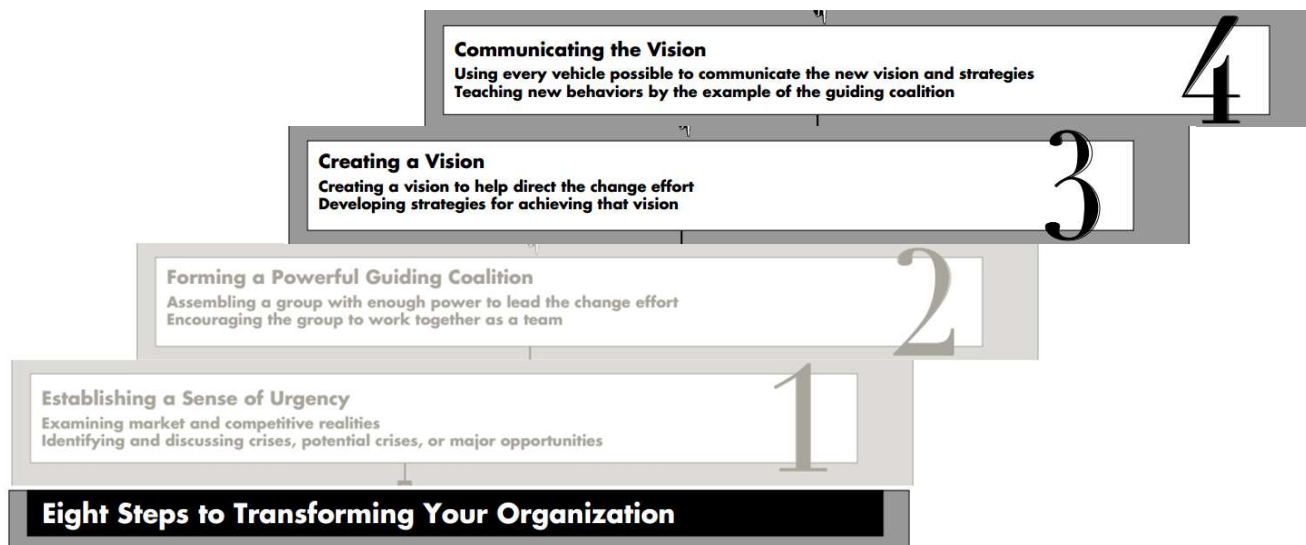 Communicating the Vision
Using every vehicle possible to communicate the new vision and strategies
Teaching new behaviors by the example of the guiding coalition
4
Creating a Vision
Creating a vision to help direct the change effort
Developing strategies for achieving that vision
3
Forming a Powerful Guiding Coalition
Assembling a group with enough power to lead the change effort
Encouraging the group to work together as a team
2
Establishing a Sense of Urgency
Examining market and competitive realities
Identifying and discussing crises, potential crises, or major opportunities
1
Eight Steps to Transforming Your Organization